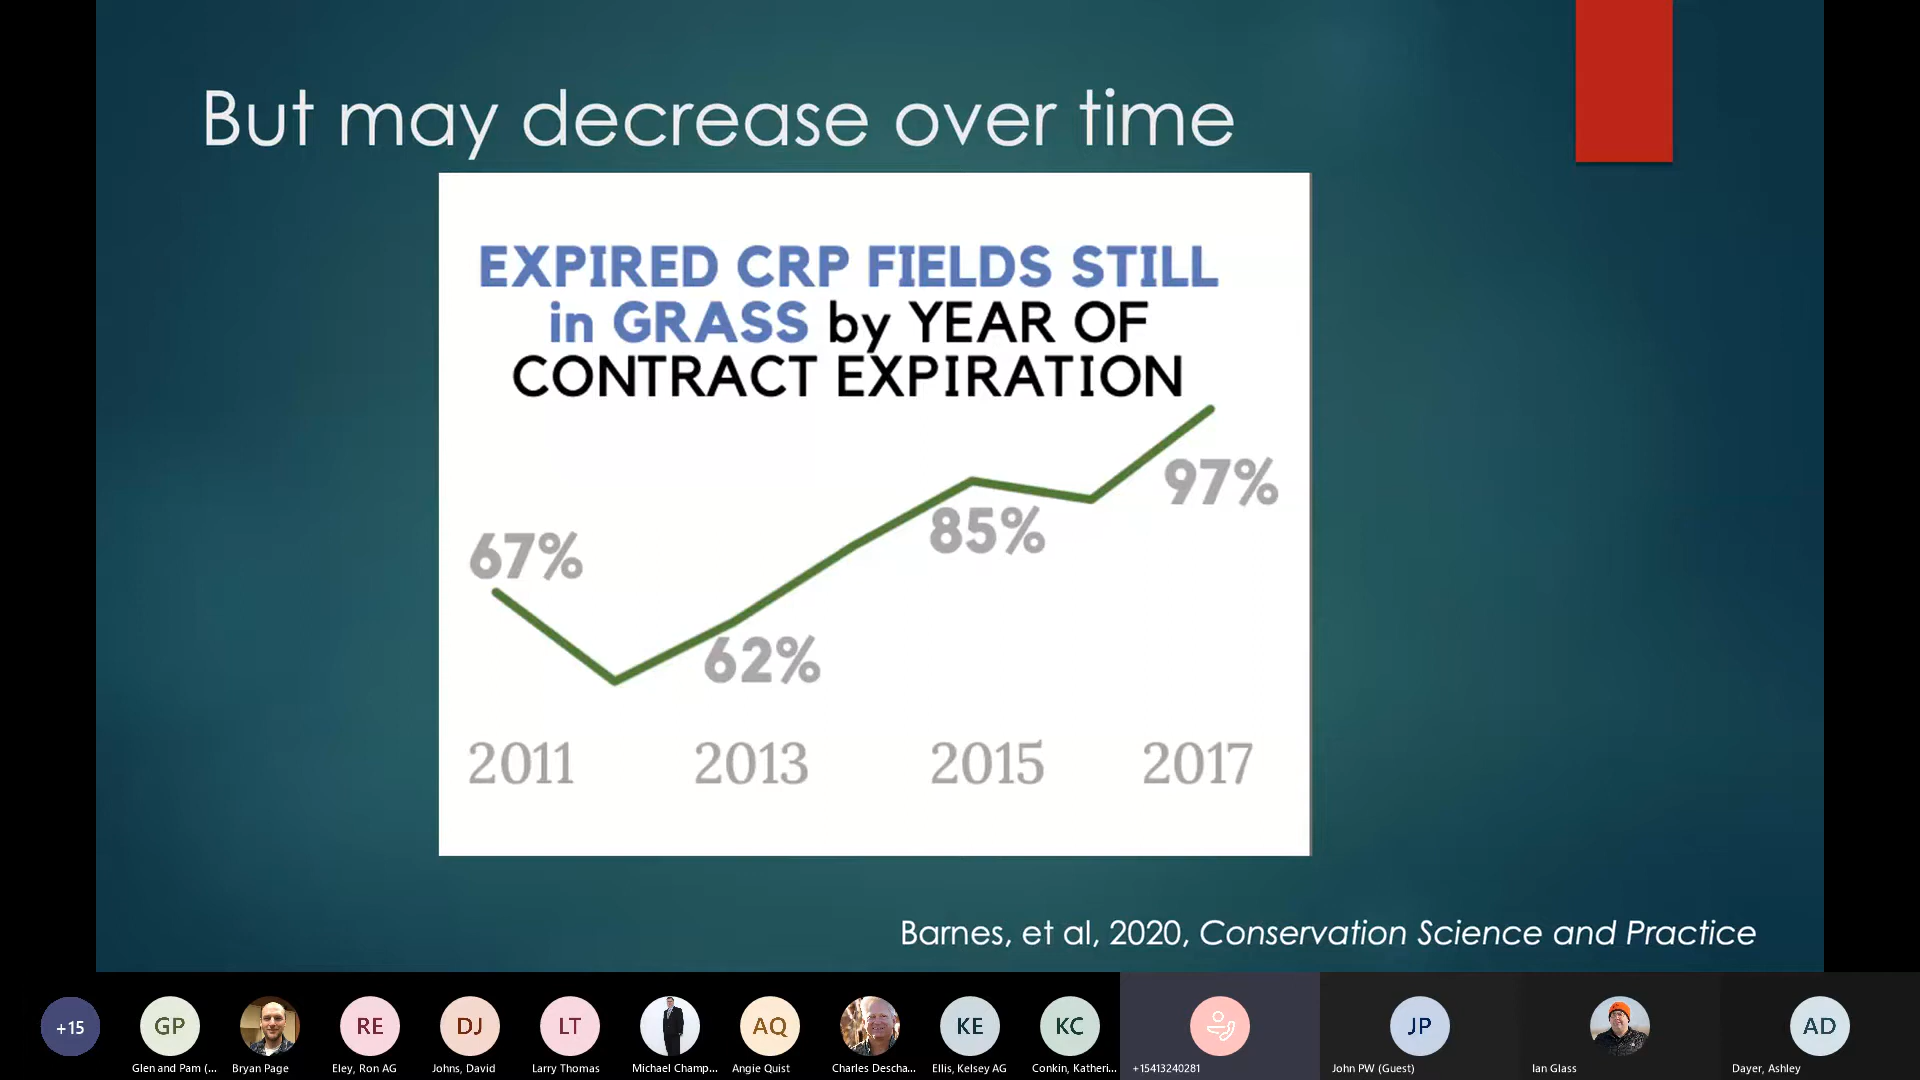 But may decrease over time
EXPIRED CRP FIELDS STILL
in GRASS by YEAR OF
CONTRACT EXPIRATION
97%
85%
67%
62%
2011 2013 2015 2017
Barnes, et al, 2020, Conservation Science and Practice
+15 GP RE DJ LT AQ KE KC JP AD
Glen and Pam (... Bryan Page Eley, Ron AG Johns, David Larry Thomas Michael Champ... Angie Quist Charles Descha... Ellis, Kelsey AG Conkin, Katheri... +15413240281 John PW (Guest) Ian Glass Dayer, Ashley